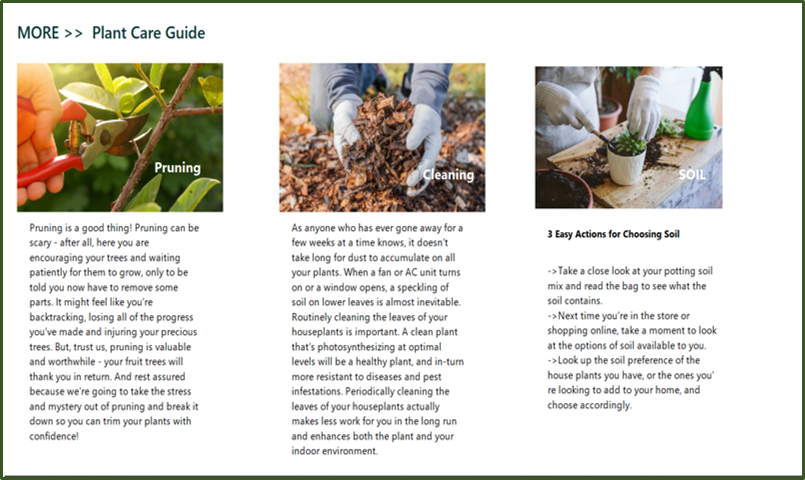 MORE >> Plant Care Guide
Pruning
Pruning is a good thing! Pruning can be
scary - after all, here you are
encouraging your trees and waiting
patiently for them to grow, only to be
told you now have to remove some
parts. It might feel like you're
backtracking, losing all of the progress
you've made and injuring your precious
trees. But, trust us, pruning is valuable
and worthwhile - your fruit trees will
thank you in return. And rest assured
because we're going to take the stress
and mystery out of pruning and break it
down so you can trim your plants with
confidence!
Cleaning
As anyone who has ever gone away for a
few weeks at a time knows, it doesn't
take long for dust to accumulate on all
your plants. When a fan or AC unit turns
on or a window opens, a speckling of
soil on lower leaves is almost inevitable.
Routinely cleaning the leaves of your
houseplants is important. A clean plant
that's photosynthesizing at optimal
levels will be a healthy plant, and in-turn
more resistant to diseases and pest
infestations. Periodically cleaning the
leaves of your houseplants actually
makes less work for you in the long run
and enhances both the plant and your
indoor environment.
SOIL
3 Easy Actions for Choosing Soil
->Take a close look at your potting soil
mix and read the bag to see what the
soil contains.
->Next time you're in the store or
shopping online, take a moment to look
at the options of soil available to you.
->Look up the soil preference of the
house plants you have, or the ones you'
re looking to add to your home, and
choose accordingly.